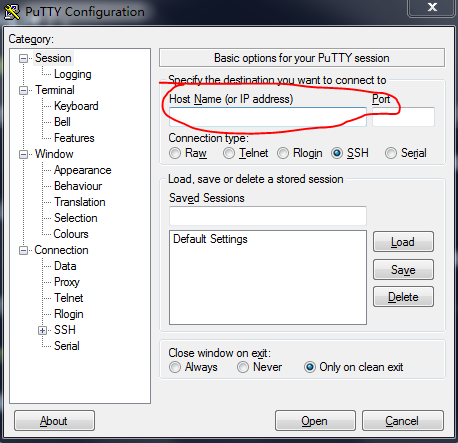 PuTTY Configuration
Category:
Session
Logging
Terminal
Keyboard
Bell
Features
Window
Appearance
Behaviour
Translation
Selection
Colours
Connection
Data
Proxy
Telnet
Rlogin
SSH
Serial
Basic options for your PuTTY session
Specify the destination you want to connect to
Host Name (or IP address) Port
Connection type:
Raw Telnet Rlogin SSH Serial
Load, save or delete a stored session
Saved Sessions
Default Settings
Load
Save
Delete
Close window on exit:
Always Never Only on clean exit
About Open Cancel